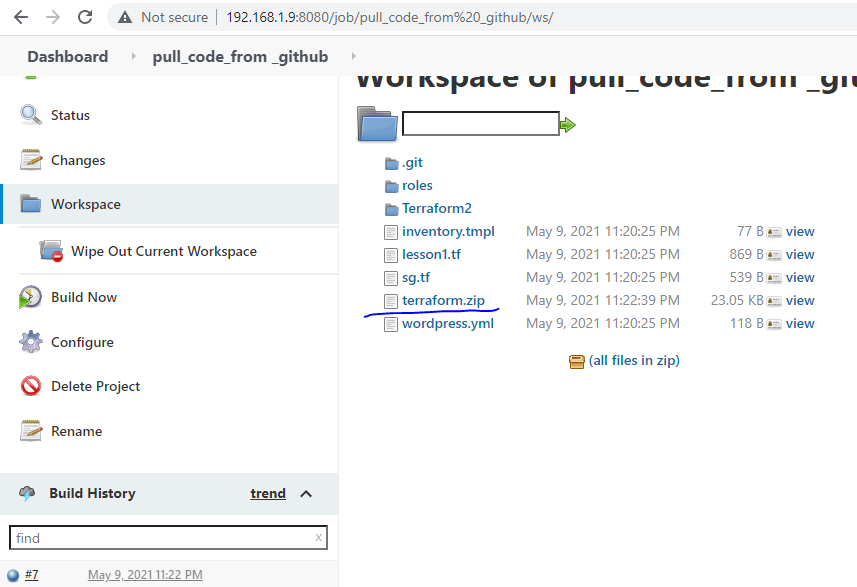 Not secure | 192.168.1.9:8080/job/pull_code_from%20_github/ws/
Dashboard
pull_code_from _github
Workspace of pull_code_from _git
Status
Changes
Workspace
Wipe Out Current Workspace
Build Now
Configure
Delete Project
Rename
Build History trend
find x
#7 May 9, 2021 11:22 PM
.git
roles
Terraform2
inventory.tmpl May 9, 2021 11:20:25 PM 77 B view
lesson1.tf May 9, 2021 11:20:25 PM 869 B view
sg.tf May 9, 2021 11:20:25 PM 539 B view
terraform.zip May 9, 2021 11:22:39 PM 23.05 KB view
wordpress.yml May 9, 2021 11:20:25 PM 118 B view
(all files in zip)